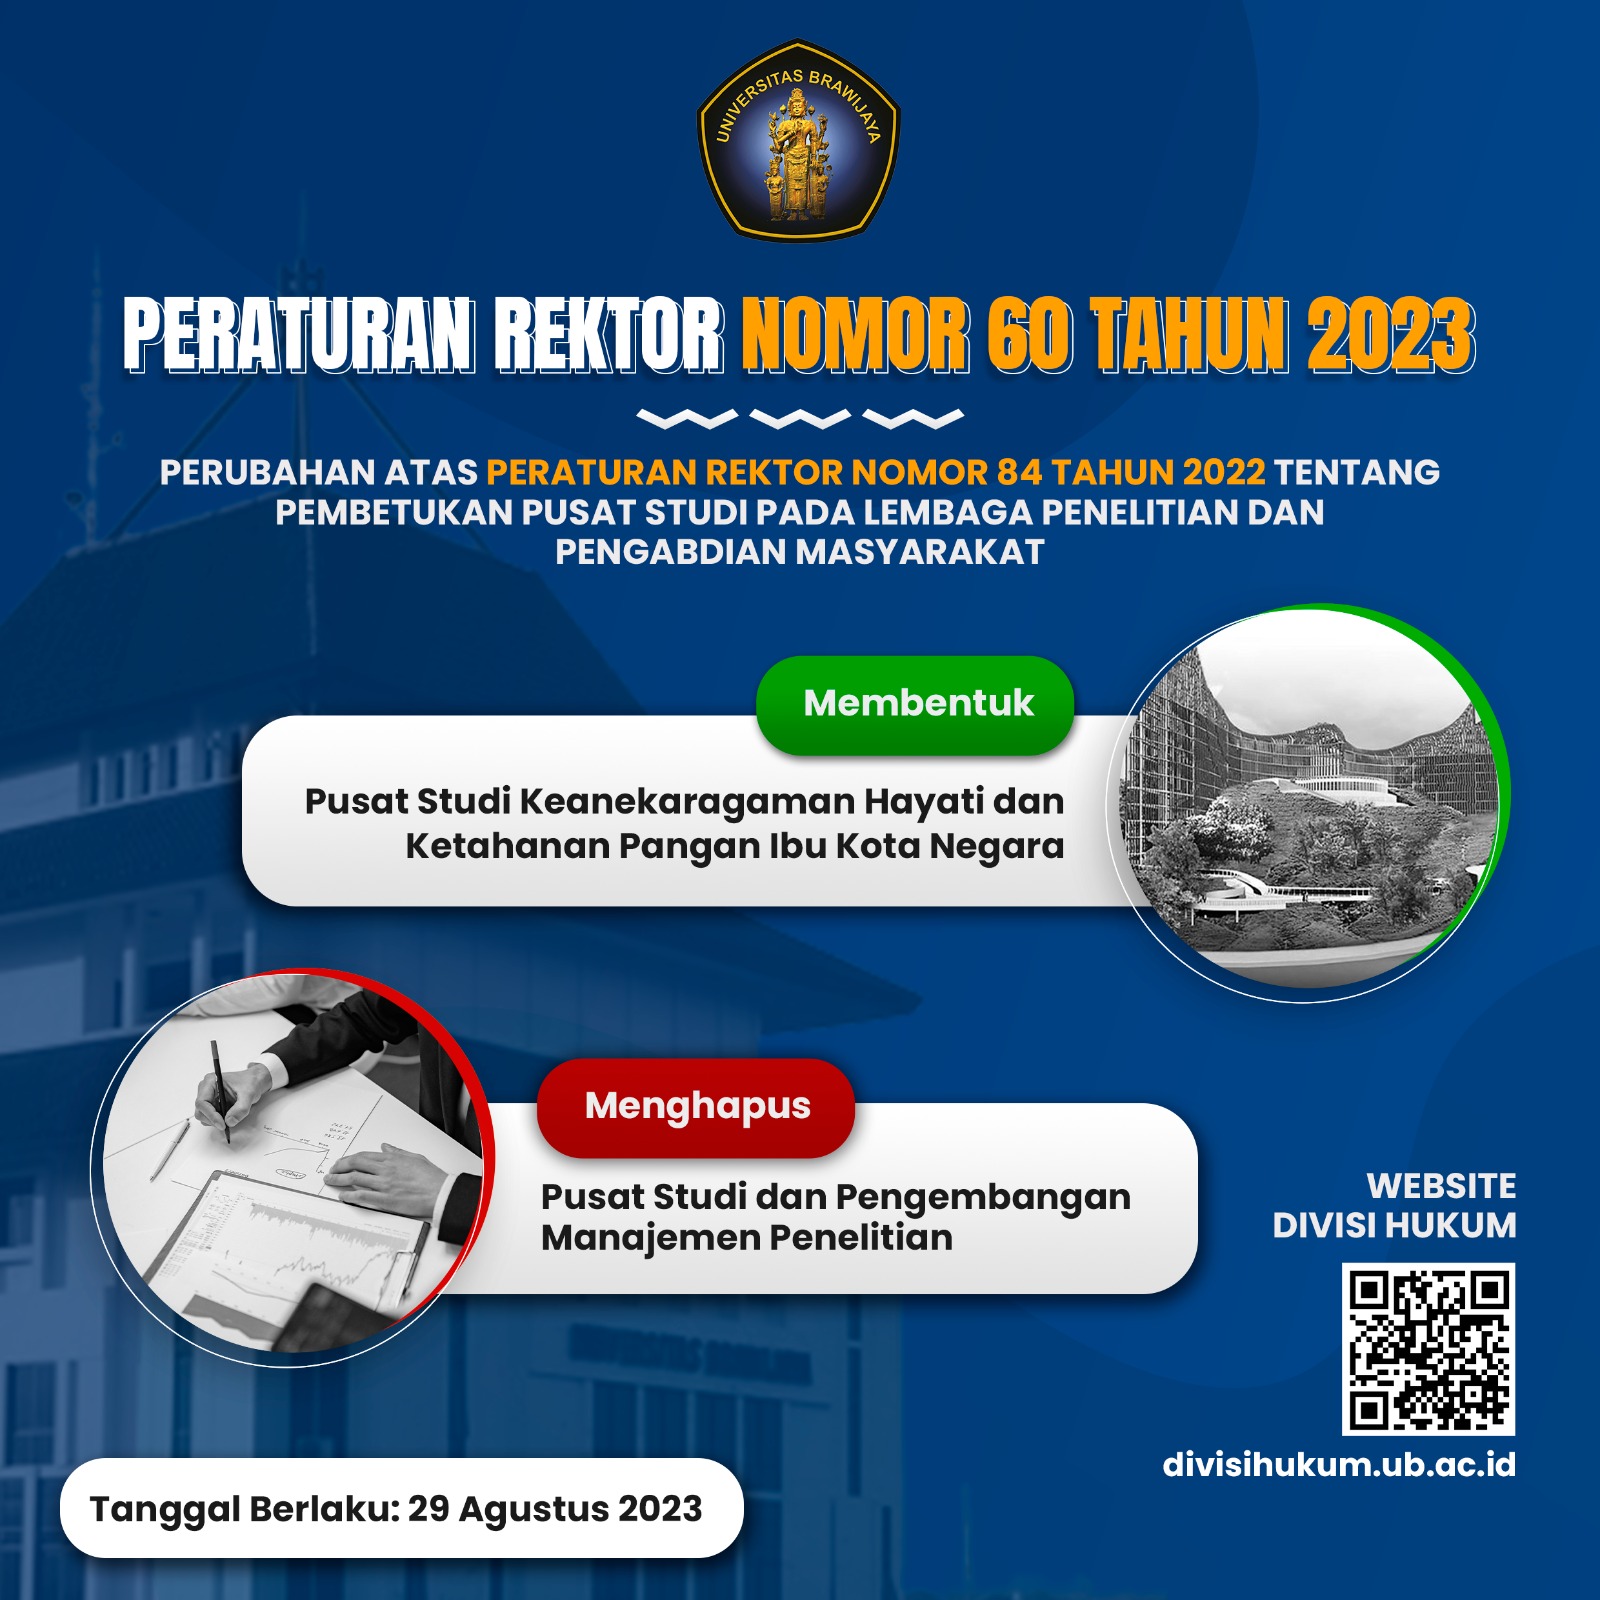 UNIVERSITAS BRAWIJAYA
PERATURAN REKTOR NOMOR 60 TAHUN 2023
PERUBAHAN ATAS PERATURAN REKTOR NOMOR 84 TAHUN 2022 TENTANG
PEMBETUKAN PUSAT STUDI PADA LEMBAGA PENELITIAN DAN
PENGABDIAN MASYARAKAT
Membentuk
Pusat Studi Keanekaragaman Hayati dan
Ketahanan Pangan Ibu Kota Negara
Menghapus
Pusat Studi dan Pengembangan
Manajemen Penelitian
UNIVERSITAS BRAWIJAYA
WEBSITE
DIVISI HUKUM
divisihukum.ub.ac.id
Tanggal Berlaku: 29 Agustus 2023